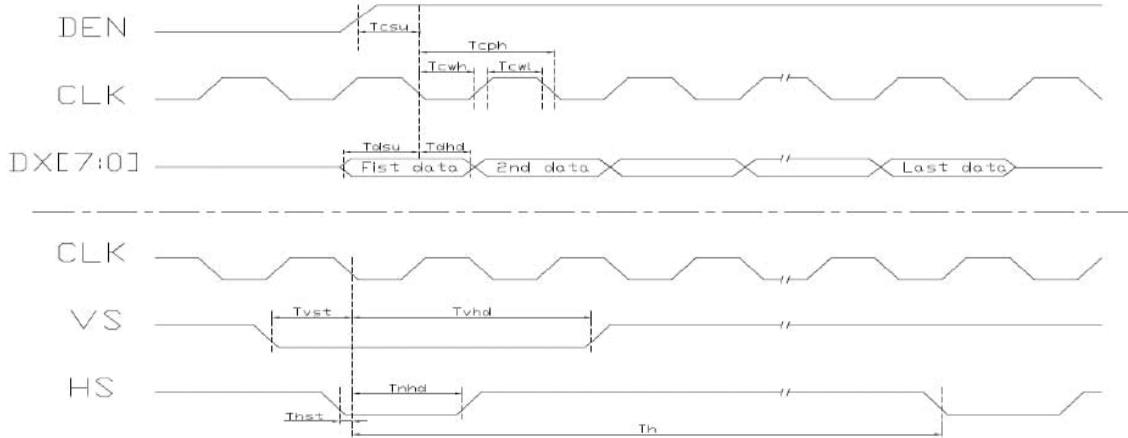 DEN
Tcsu
Tcph
Tcwh
Tcwl
CLK
Tdsu
Tdhd
DX[7:0]
Fist data
2nd data
Last data
CLK
Tvst
Tvhd
VS
Tnhd
HS
Thst
Th